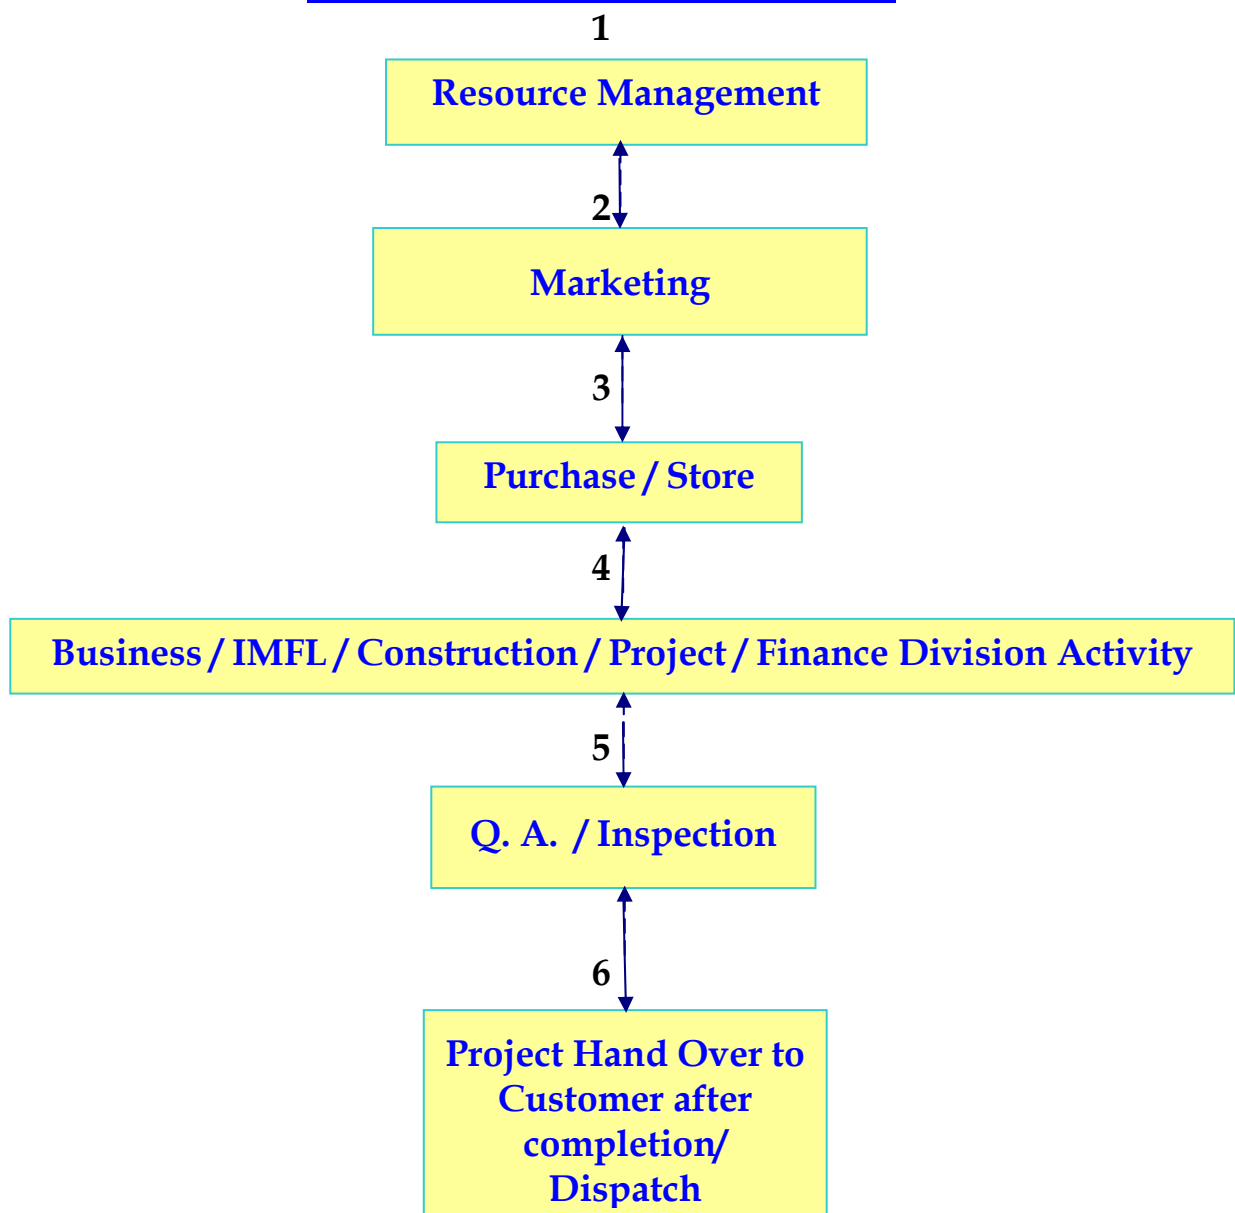 1
Resource Management
2
Marketing
3
Purchase / Store
4
Business / IMFL / Construction / Project / Finance Division Activity
5
Q. A. / Inspection
6
Project Hand Over to
Customer after
completion/
Dispatch